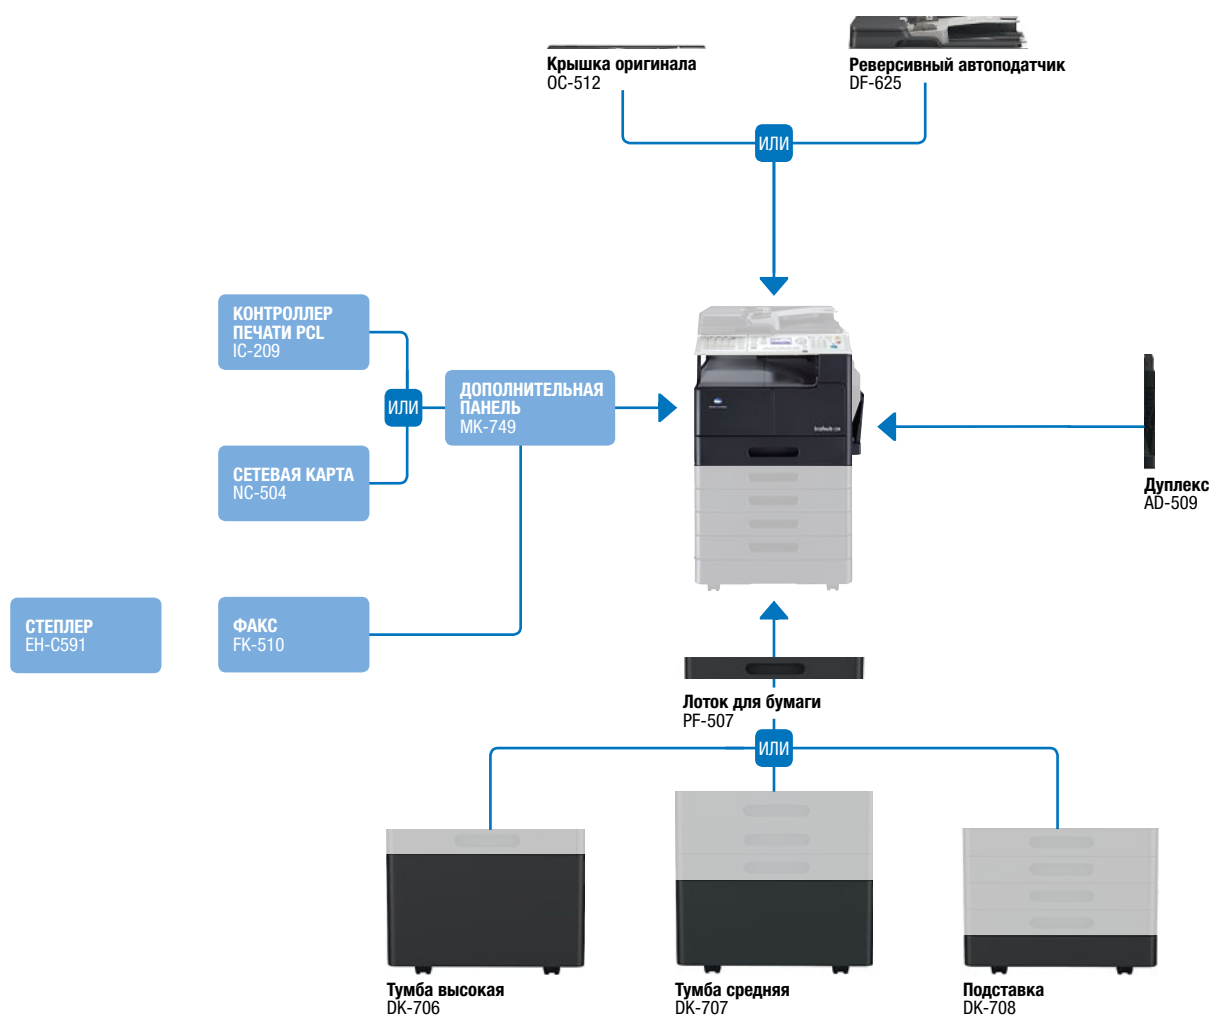 Крышка оригинала
OC-512
Реверсивный автоподатчик
DF-625
ИЛИ
КОНТРОЛЛЕР
ПЕЧАТИ PCL
IC-209
ИЛИ
ДОПОЛНИТЕЛЬНАЯ
ПАНЕЛЬ
MK-749
СЕТЕВАЯ КАРТА
NC-504
Дуплекс
AD-509
СТЕПЛЕР
EH-C591
ФАКС
FK-510
Лоток для бумаги
PF-507
ИЛИ
Тумба высокая
DK-706
Тумба средняя
DK-707
Подставка
DK-708